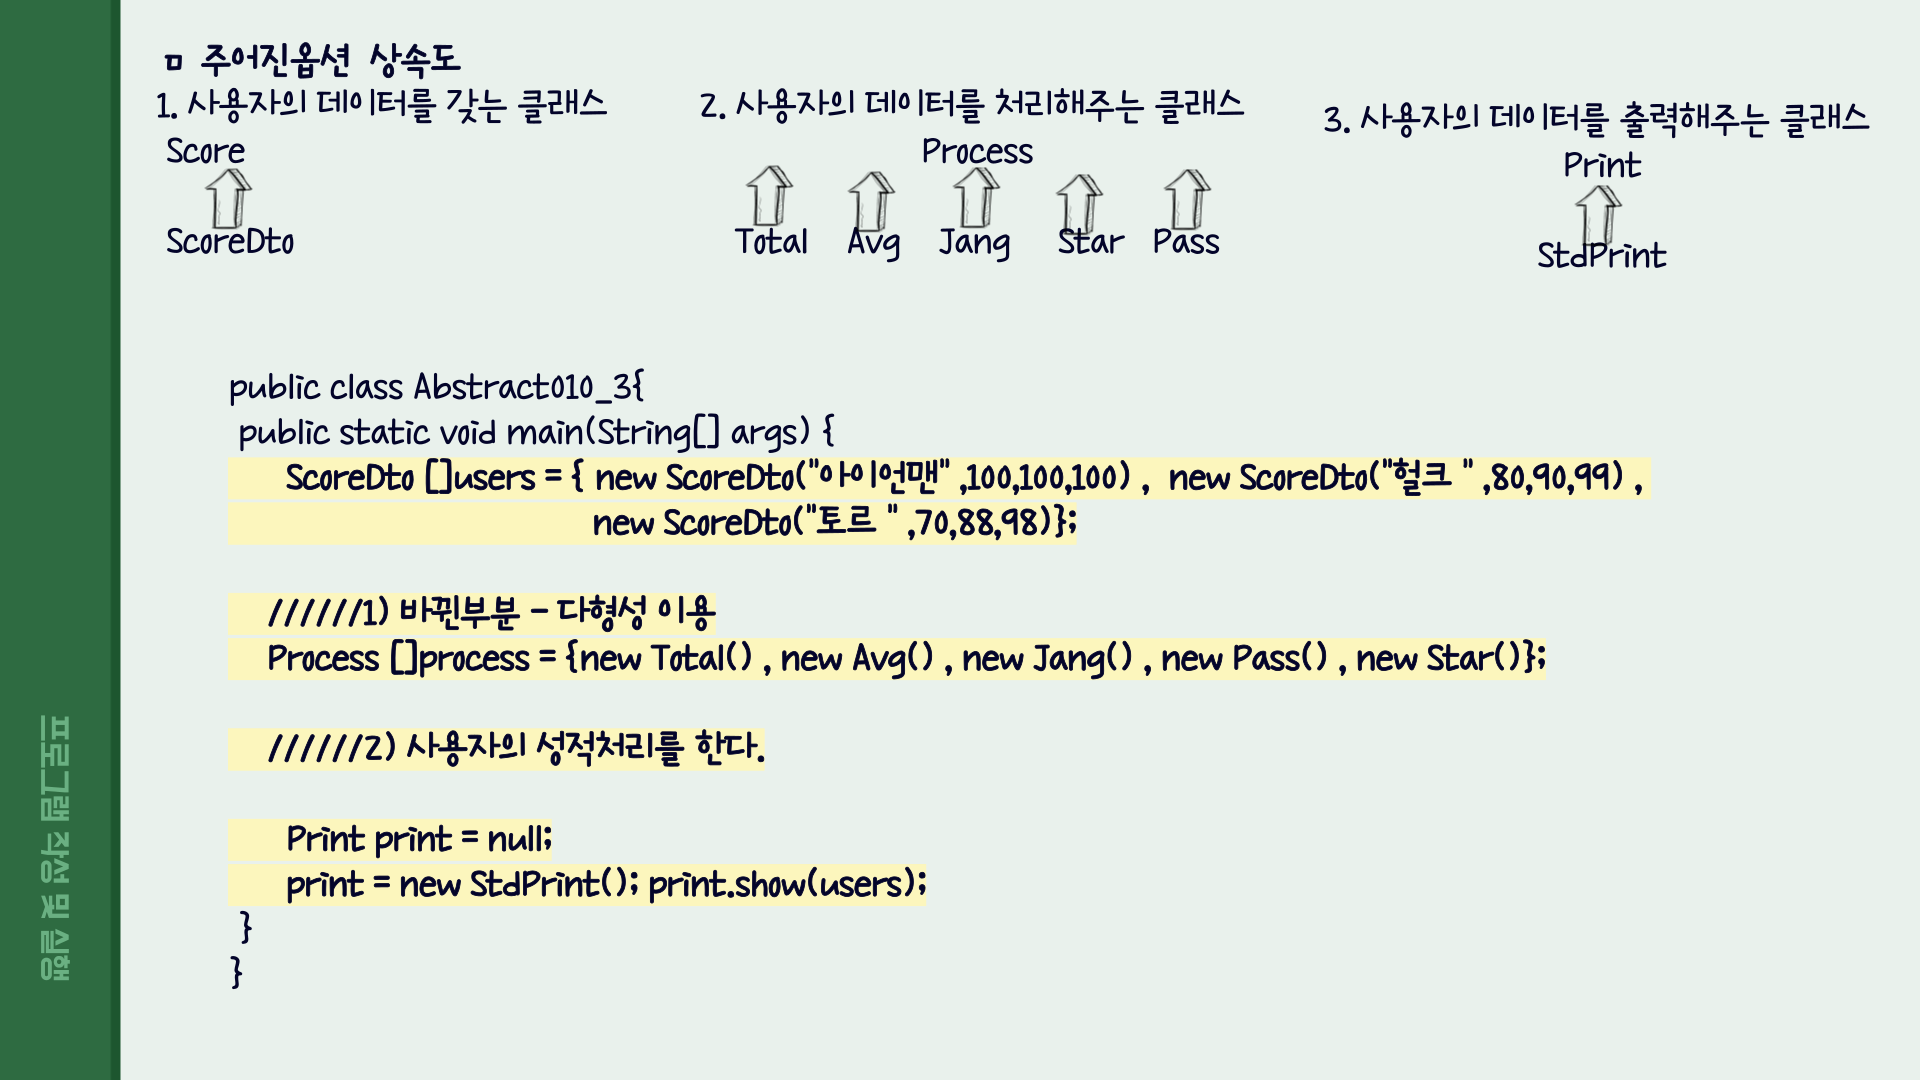 ㅁ 주어진옵션 상속도
1. 사용자의 데이터를 갖는 클래스
Score
ScoreDto
2. 사용자의 데이터를 처리해주는 클래스
Process
Total Avg Jang Star Pass
3. 사용자의 데이터를 출력해주는 클래스
Print
StdPrint
public class Abstract010_3{
public static void main(String[] args) {
ScoreDto []users = { new ScoreDto("아이언맨" ,100,100,100) , new ScoreDto("헐크 " ,80,90,99) ,
new ScoreDto("토르 " ,70,88,98)};
//////1) 바뀐부분 - 다형성 이용
Process []process = {new Total() , new Avg() , new Jang() , new Pass() , new Star()};
//////2) 사용자의 성적처리를 한다.
Print print = null;
print = new StdPrint(); print.show(users);
}
}
프로그램 작성 및 실행